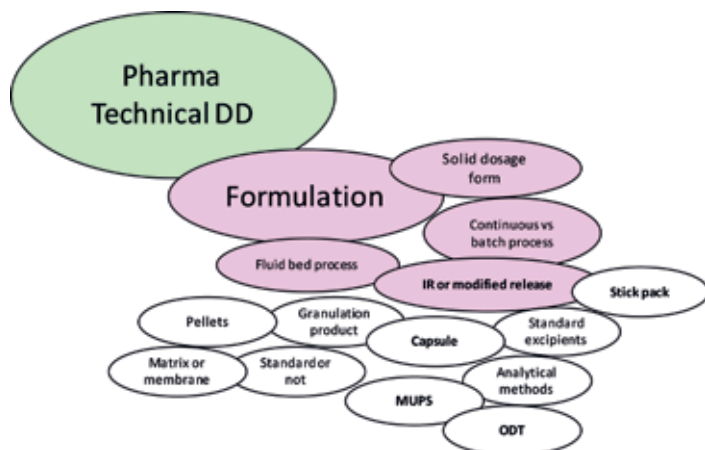 Pharma
Technical DD
Solid dosage
form
Formulation
Continuous vs
batch process
Fluid bed process
IR or modified release
Stick pack
Pellets
Granulation
product
Capsule
Standard
excipients
Matrix or
membrane
Standard or
not
Analytical
methods
MUPS
ODT